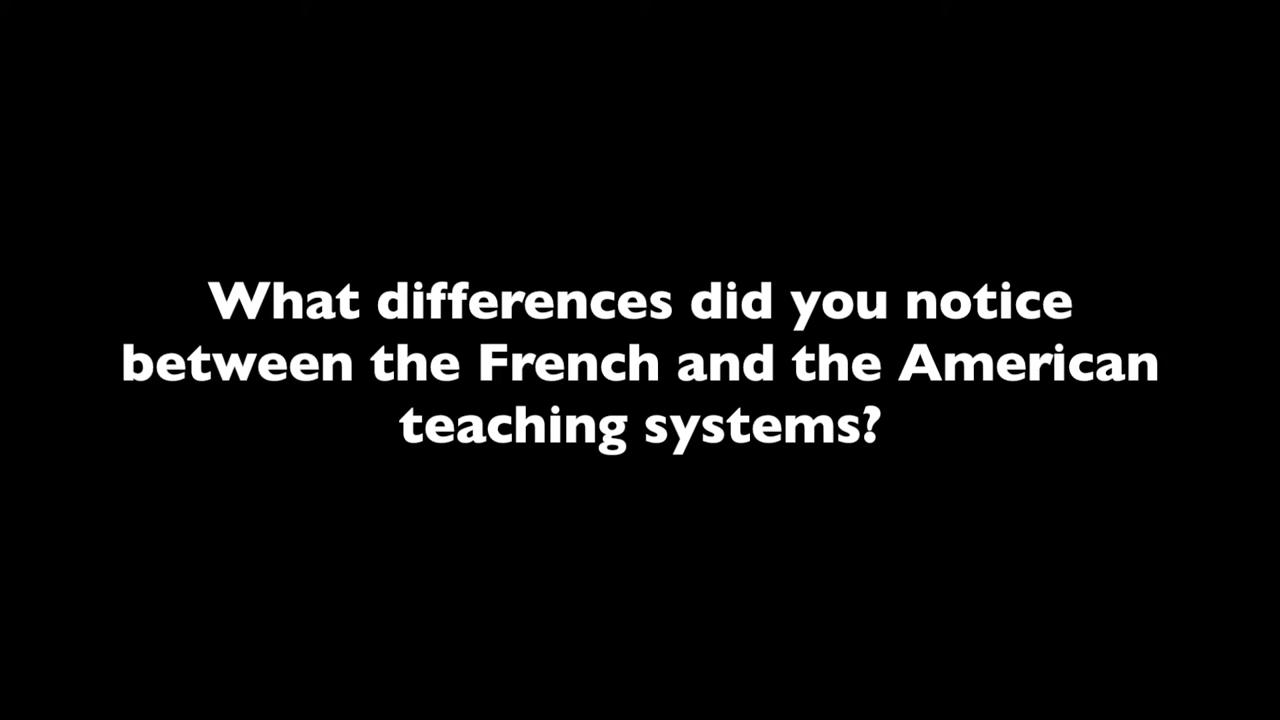 What differences did you notice
between the French and the American
teaching systems?